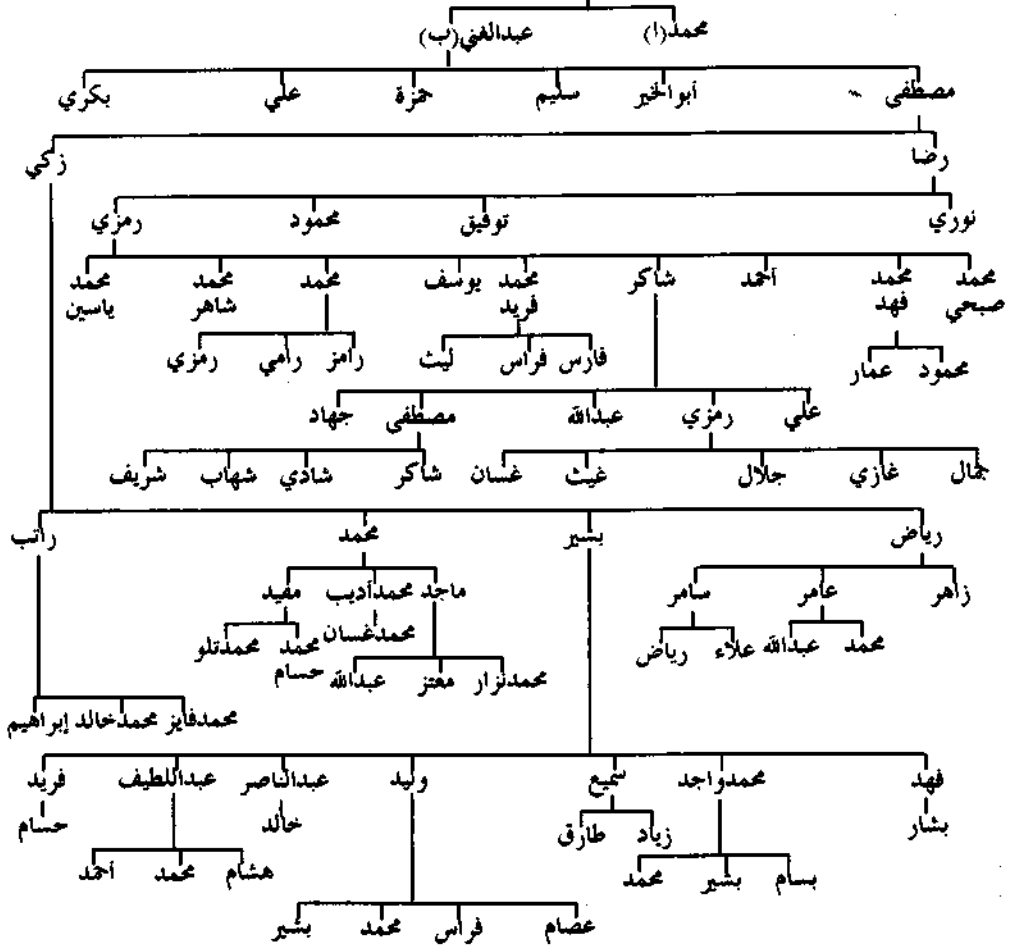 محمد(ا) عبدالغني(ب)
مصطفى أبوالخير سليم حمزة علي بكري
رضا زكي
نوري توفيق محمود رمزي
محمد صبحي محمد فهد أحمد شاكر محمد فريد يوسف محمد محمد شاهر محمد ياسين
محمود عمار فارس فراس ليث رامز رامي رمزي
علي رمزي عبدالله مصطفى جهاد
جمال غازي جلال غيث غسان شاكر شادي شهاب شريف
رياض بشير محمد راتب
زاهر عامر سامر ماجد محمدأديب مفيد
محمد عبدالله علاء رياض محمدغسان محمد حسام محمدتلو
محمدنزار معتز عبدالله
محمدفايز محمدخالد إبراهيم
فهد محمدواجد سميع وليد عبدالناصر عبداللطيف فريد
بشار زياد طارق خالد حسام
بسام بشير محمد هشام محمد أحمد
عصام فراس محمد بشير